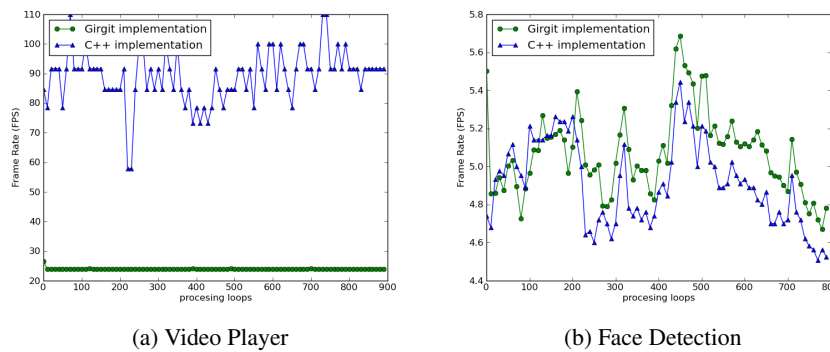 110
100
90
80
70
60
50
40
30
20
Frame Rate (FPS)
Girgit implementation
C++ implementation
0 100 200 300 400 500 600 700 800 900
procesing loops
(a) Video Player
5.8
5.6
5.4
5.2
5.0
4.8
4.6
4.4
Frame Rate (FPS)
Girgit implementation
C++ implementation
0 100 200 300 400 500 600 700 800
procesing loops
(b) Face Detection